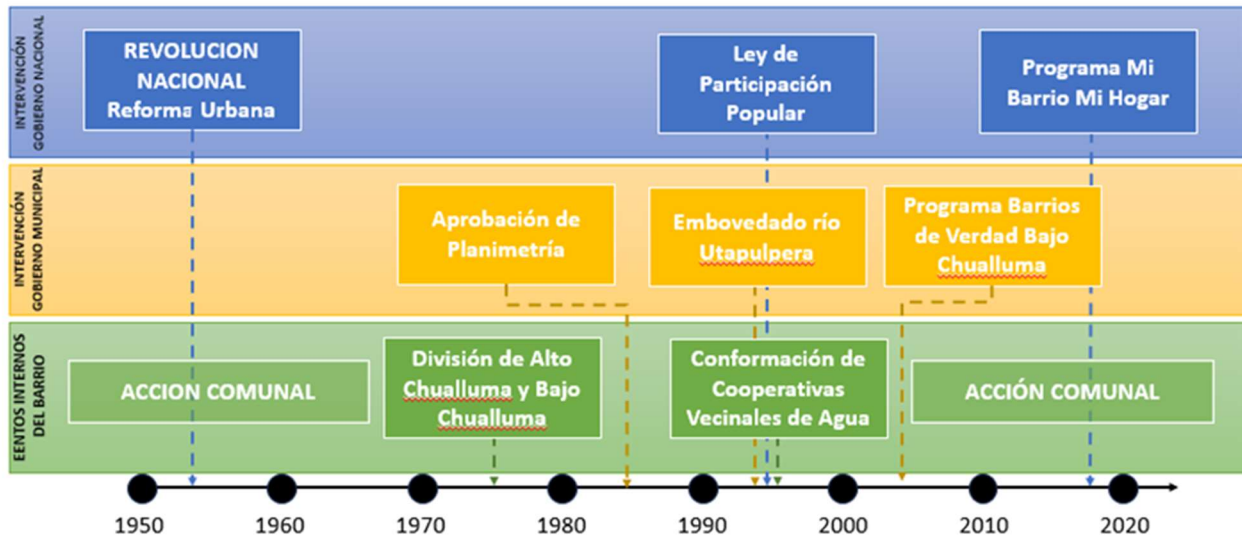 INTERVENCIÓN
GOBIERNO NACIONAL
REVOLUCION
NACIONAL
Reforma Urbana
Ley de
Participación
Popular
Programa Mi
Barrio Mi Hogar
INTERVENCIÓN
GOBIERNO MUNICIPAL
Aprobación de
Planimetría
Embovedado río
Utapulpera
Programa Barrios
de Verdad Bajo
Chualluma
EENTOS INTERNOS
DEL BARRIO
ACCION COMUNAL
División de Alto
Chualluma y Bajo
Chualluma
Conformación de
Cooperativas
Vecinales de Agua
ACCIÓN COMUNAL
1950 1960 1970 1980 1990 2000 2010 2020